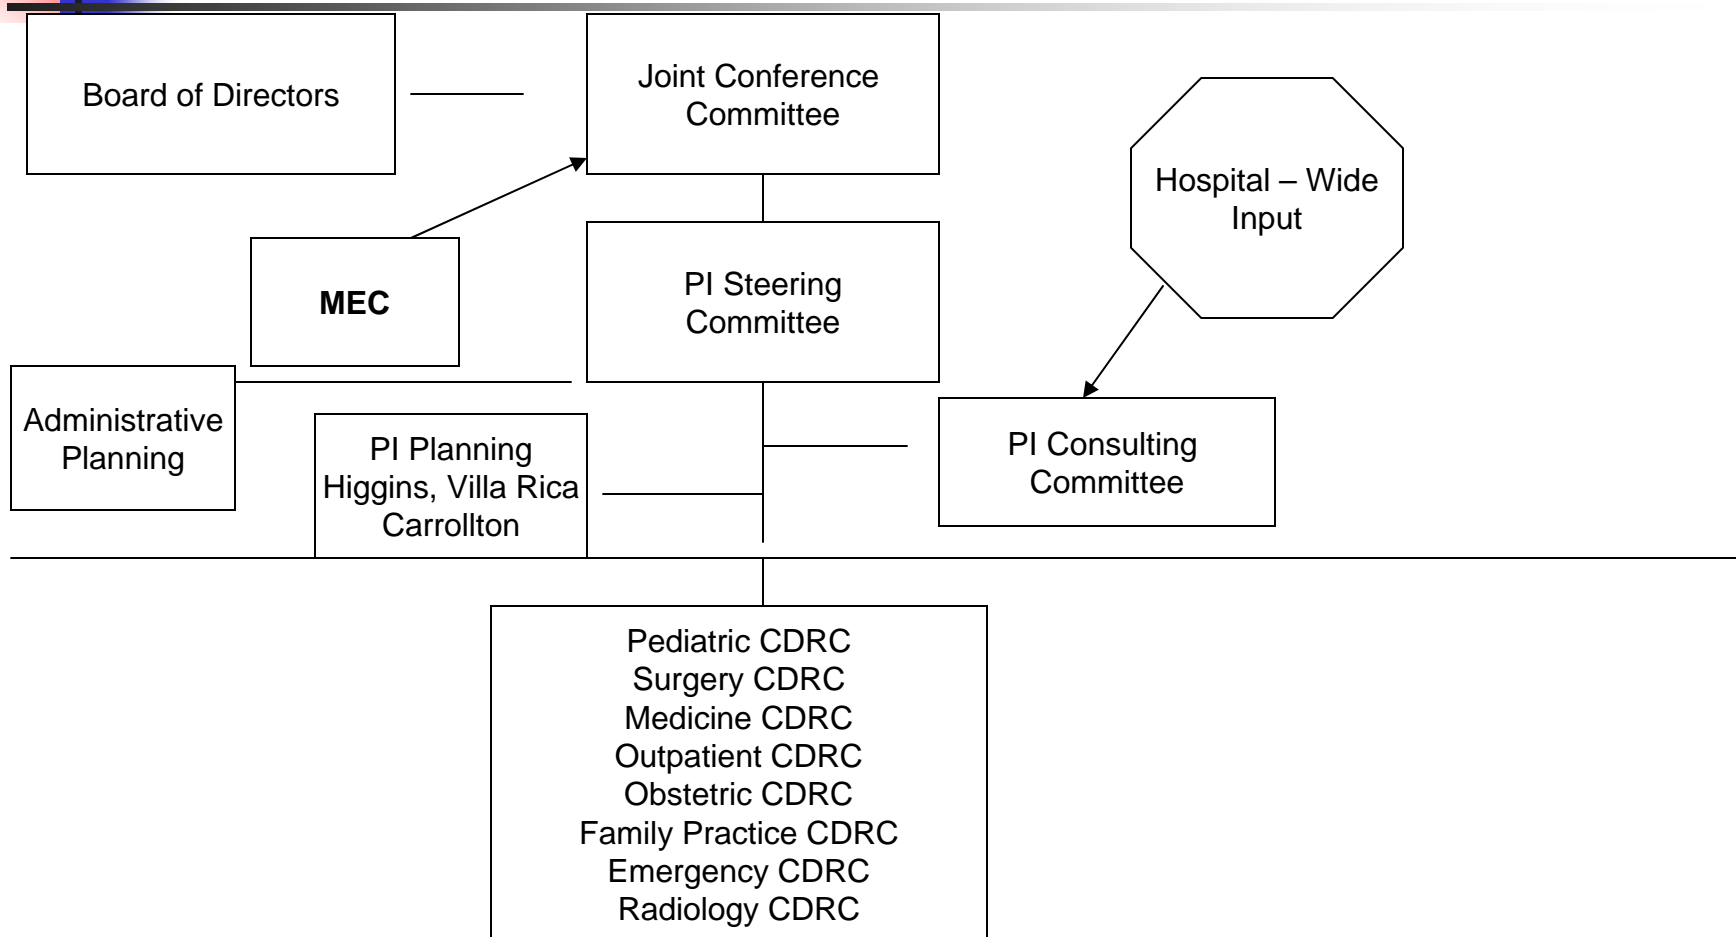 Board of Directors
Joint Conference
Committee
Hospital – Wide
Input
MEC
PI Steering
Committee
Administrative
Planning
PI Planning
Higgins, Villa Rica
Carrollton
PI Consulting
Committee
Pediatric CDRC
Surgery CDRC
Medicine CDRC
Outpatient CDRC
Obstetric CDRC
Family Practice CDRC
Emergency CDRC
Radiology CDRC